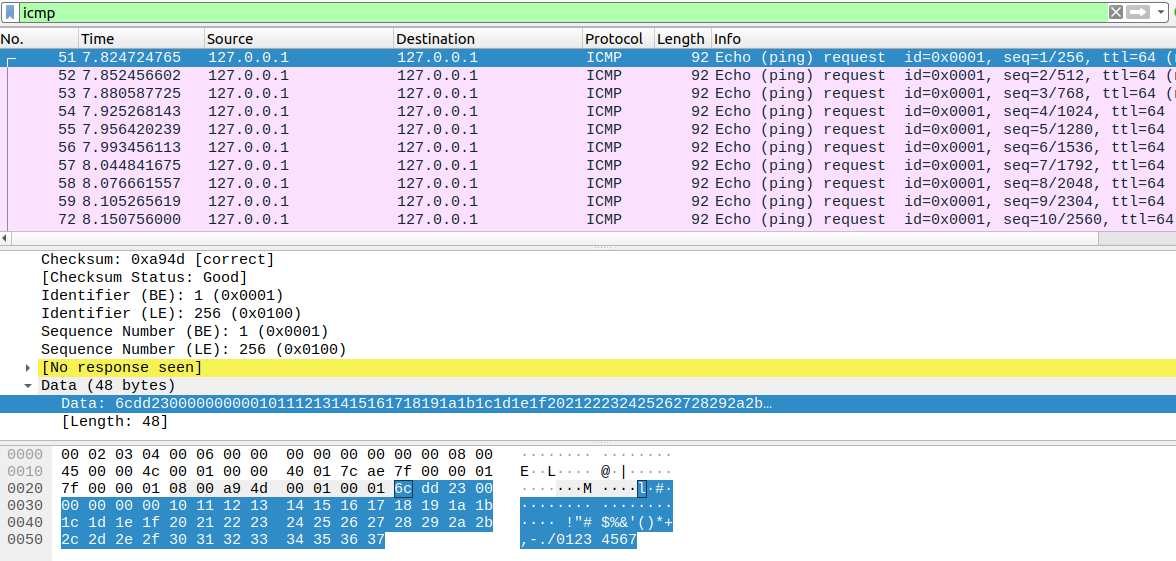 icmp
No. Time Source Destination Protocol Length Info
51 7.824724765 127.0.0.1 127.0.0.1 ICMP 92 Echo (ping) request id=0x0001, seq=1/256, ttl=64 (
52 7.852456602 127.0.0.1 127.0.0.1 ICMP 92 Echo (ping) request id=0x0001, seq=2/512, ttl=64 (
53 7.880587725 127.0.0.1 127.0.0.1 ICMP 92 Echo (ping) request id=0x0001, seq=3/768, ttl=64 (
54 7.925268143 127.0.0.1 127.0.0.1 ICMP 92 Echo (ping) request id=0x0001, seq=4/1024, ttl=64
55 7.956420239 127.0.0.1 127.0.0.1 ICMP 92 Echo (ping) request id=0x0001, seq=5/1280, ttl=64
56 7.993456113 127.0.0.1 127.0.0.1 ICMP 92 Echo (ping) request id=0x0001, seq=6/1536, ttl=64
57 8.044841675 127.0.0.1 127.0.0.1 ICMP 92 Echo (ping) request id=0x0001, seq=7/1792, ttl=64
58 8.076661557 127.0.0.1 127.0.0.1 ICMP 92 Echo (ping) request id=0x0001, seq=8/2048, ttl=64
59 8.105265619 127.0.0.1 127.0.0.1 ICMP 92 Echo (ping) request id=0x0001, seq=9/2304, ttl=64
72 8.150756000 127.0.0.1 127.0.0.1 ICMP 92 Echo (ping) request id=0x0001, seq=10/2560, ttl=64
Checksum: 0xa94d [correct]
[Checksum Status: Good]
Identifier (BE): 1 (0x0001)
Identifier (LE): 256 (0x0100)
Sequence Number (BE): 1 (0x0001)
Sequence Number (LE): 256 (0x0100)
[No response seen]
Data (48 bytes)
Data: 6cdd230000000000101112131415161718191a1b1c1d1e1f202122232425262728292a2b…
[Length: 48]
0000 00 02 03 04 00 06 00 00 00 00 00 00 00 00 08 00 ········ ········
0010 45 00 00 4c 00 01 00 00 40 01 7c ae 7f 00 00 01 E··L···· @·|·····
0020 7f 00 00 01 08 00 a9 4d 00 01 00 01 6c dd 23 00 ·······M ····l·#·
0030 00 00 00 00 10 11 12 13 14 15 16 17 18 19 1a 1b ········ ········
0040 1c 1d 1e 1f 20 21 22 23 24 25 26 27 28 29 2a 2b ···· !"# $%&'()*+
0050 2c 2d 2e 2f 30 31 32 33 34 35 36 37 ,-./0123 4567